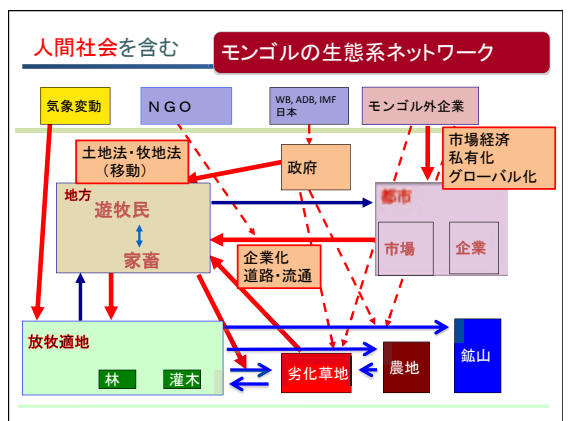 人間社会を含む
モンゴルの生態系ネットワーク
気象変動
ＮＧＯ
WB, ADB, IMF
日本
モンゴル外企業
土地法・牧地法
（移動）
政府
市場経済
私有化
グローバル化
地方
遊牧民
家畜
都市
市場
企業
企業化
道路・流通
放牧適地
林
灌木
劣化草地
農地
鉱山